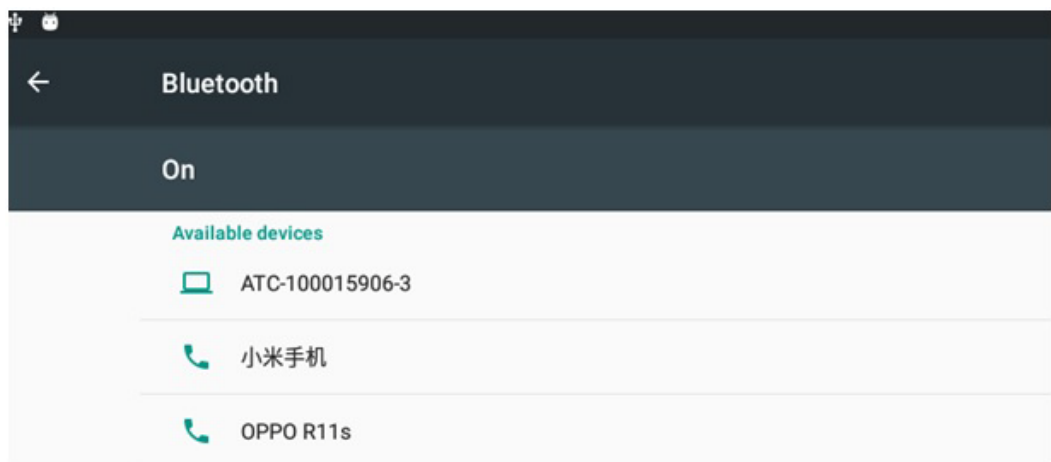 Bluetooth
On
Available devices
ATC-100015906-3
小米手机
OPPO R11s